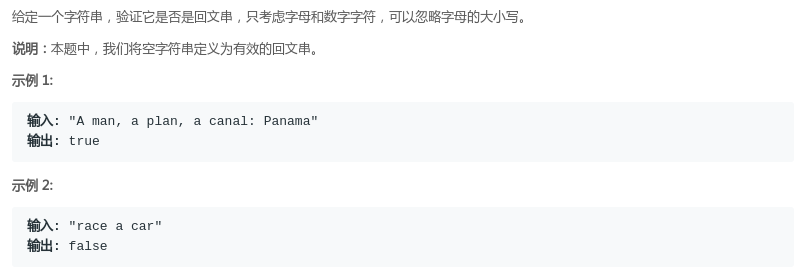 给定一个字符串，验证它是否是回文串，只考虑字母和数字字符，可以忽略字母的大小写。
说明：本题中，我们将空字符串定义为有效的回文串。
示例 1:
输入: "A man, a plan, a canal: Panama"
输出: true
示例 2:
输入: "race a car"
输出: false